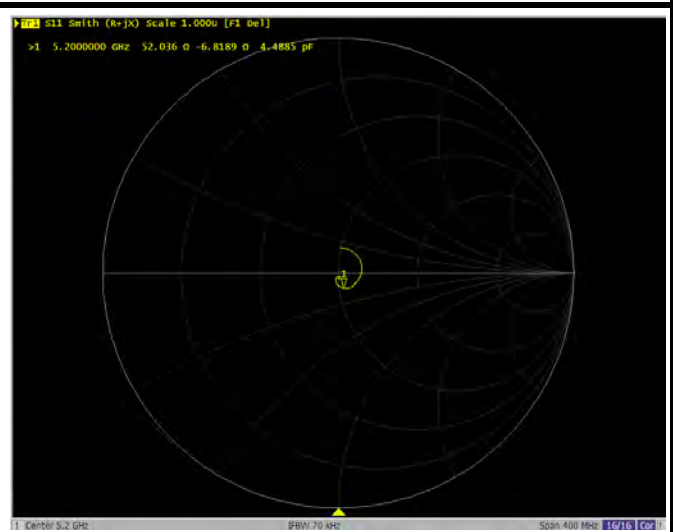 Tr1 S11 Smith (R+jX) Scale 1.000U [F1 Del]
>1 5.2000000 GHz 52.036 Ω -6.8189 Ω 4.4885 pF
1
1 Center 5.2 GHz IFBW 70 kHz Span 400 MHz 16/16 Cor !